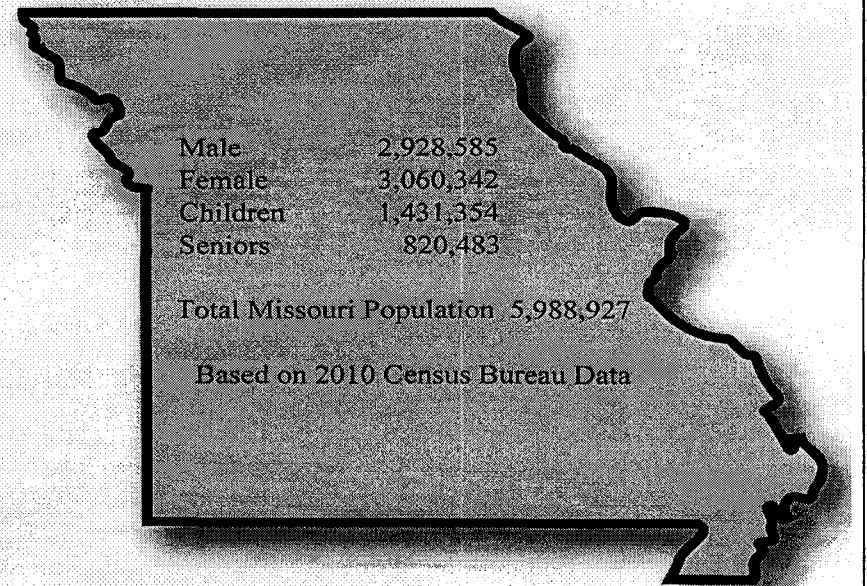 Male 2,928,585
Female 3,060,342
Children 1,431,354
Seniors 820,483
Total Missouri Population 5,988,927
Based on 2010 Census Bureau Data